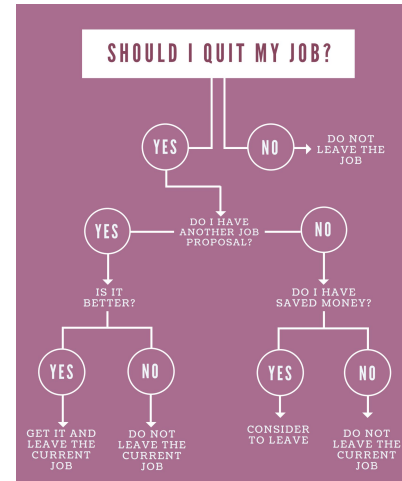 SHOULD I QUIT MY JOB?
YES
NO
DO NOT
LEAVE THE
JOB
YES
DO I HAVE
ANOTHER JOB
PROPOSAL?
NO
IS IT
BETTER?
DO I HAVE
SAVED MONEY?
YES
NO
YES
NO
GET IT AND
LEAVE THE
CURRENT
JOB
DO NOT
LEAVE THE
CURRENT
JOB
CONSIDER
TO LEAVE
DO NOT
LEAVE THE
CURRENT
JOB